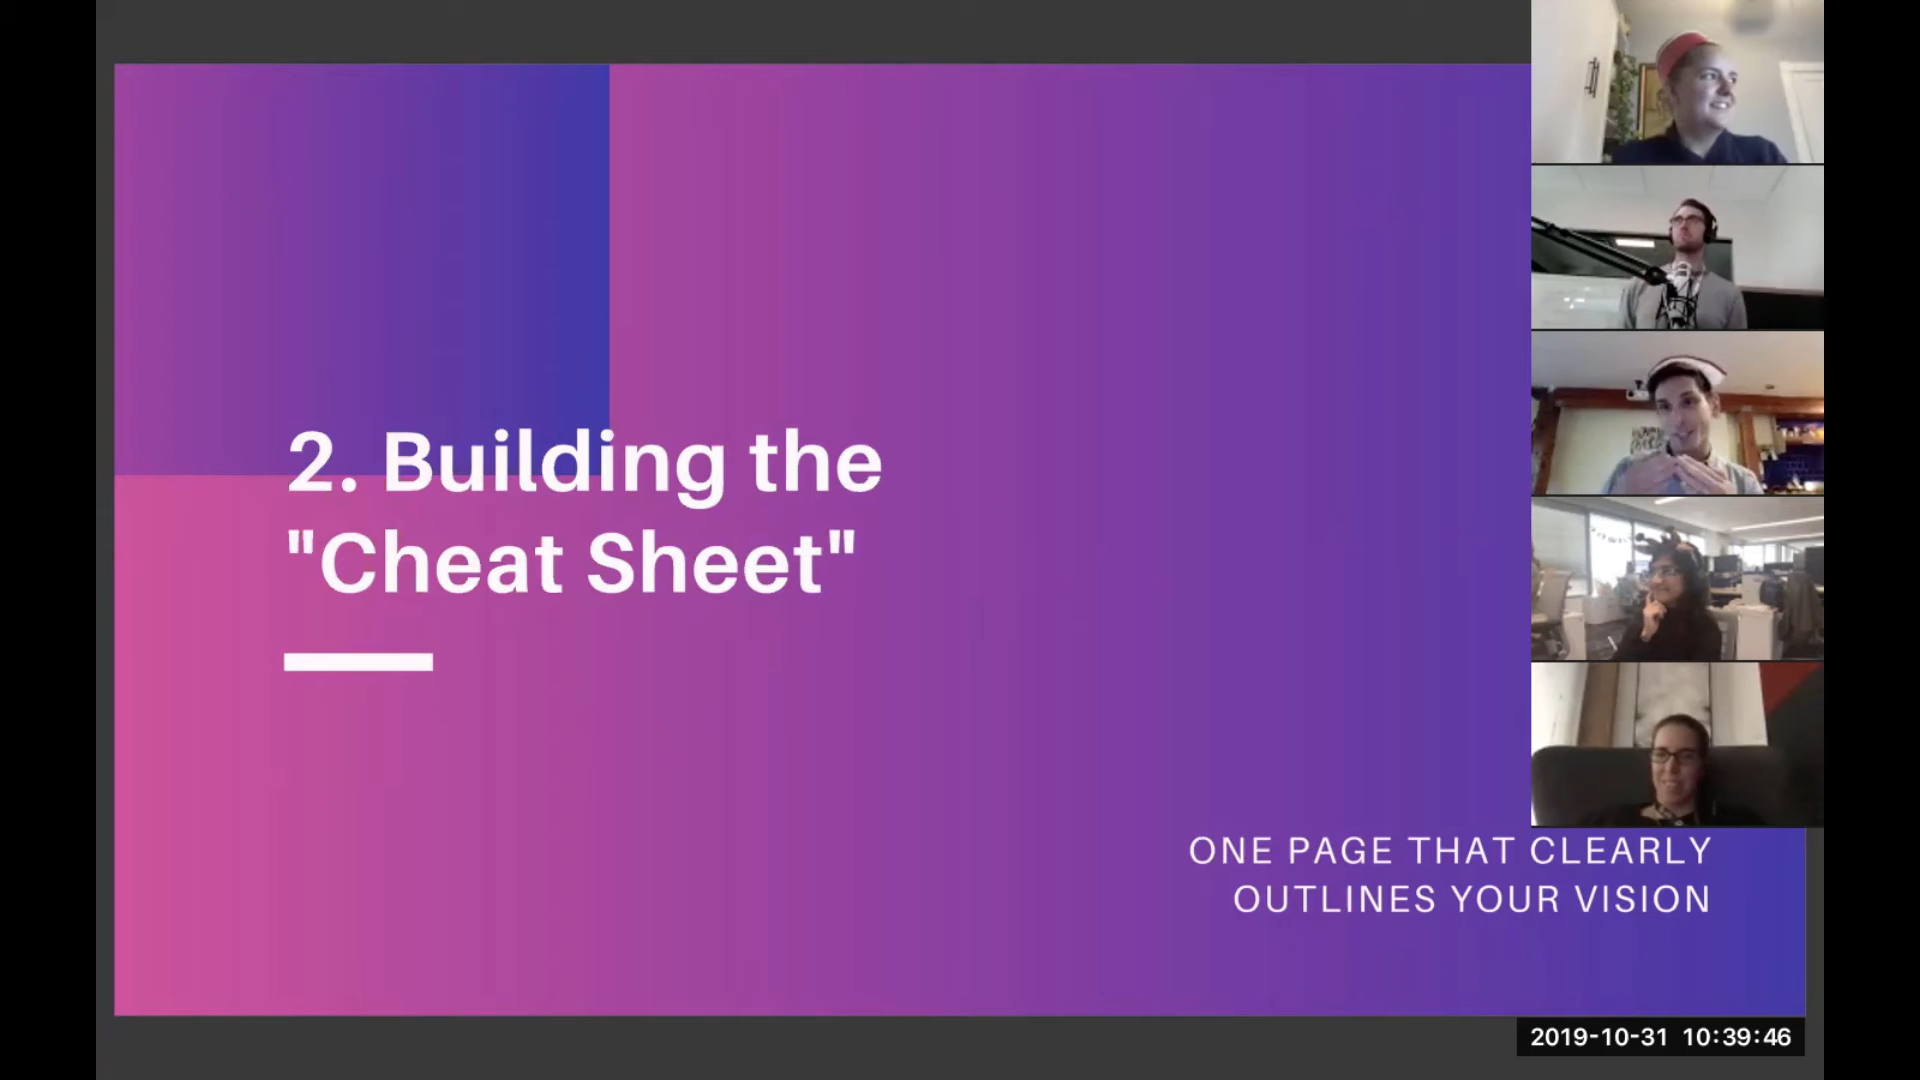 2. Building the
"Cheat Sheet"
ONE PAGE THAT CLEARLY
OUTLINES YOUR VISION
2019-10-31 10:39:46